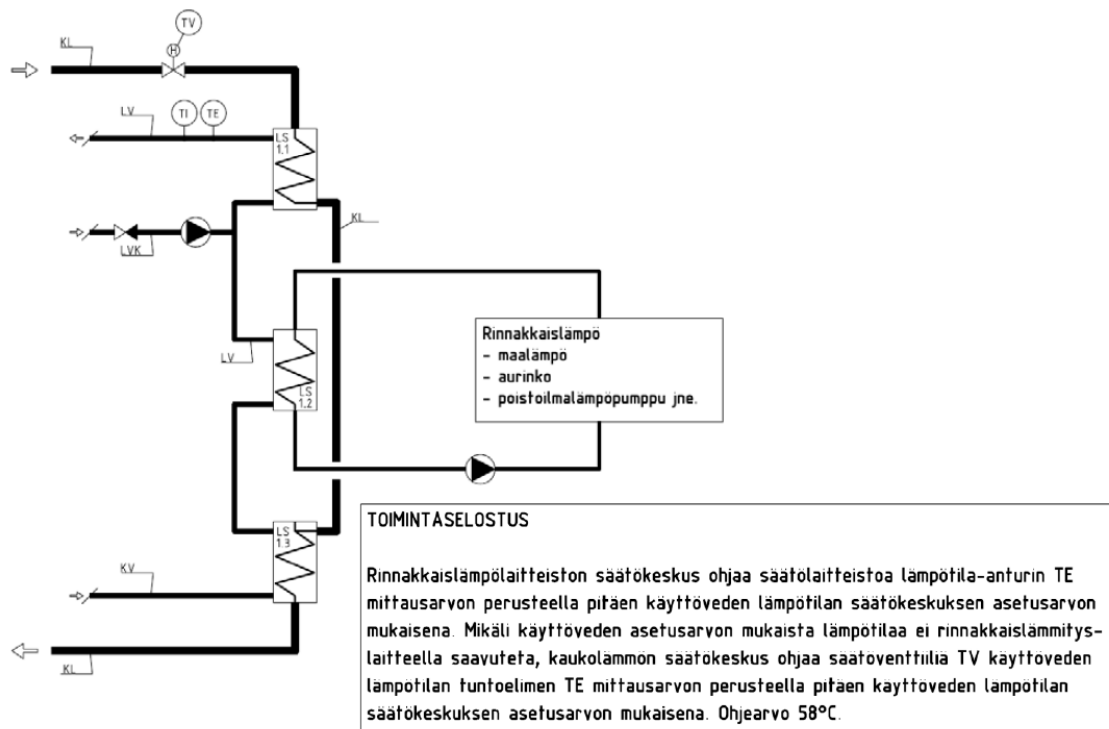 TV
H
KL
LV
TI
TE
LS
1.1
KL
LVK
LV
LS
1.2
Rinnakkaislämpö
- maalämpö
- aurinko
- poistoilmalämpöpumppu jne.
LS
1.3
KV
KL
TOIMINTASELOSTUS
Rinnakkaislämpölaitteiston säätökeskus ohjaa säätölaitteistoa lämpötila-anturin TE
mittausarvon perusteella pitäen käyttöveden lämpötilan säätökeskuksen asetusarvon
mukaisena. Mikäli käyttöveden asetusarvon mukaista lämpötilaa ei rinnakkaislämmitys-
laitteella saavuteta, kaukolämmön säätökeskus ohjaa säätöventtiiliä TV käyttöveden
lämpötilan tuntoelimen TE mittausarvon perusteella pitäen käyttöveden lämpötilan
säätökeskuksen asetusarvon mukaisena. Ohjearvo 58°C.